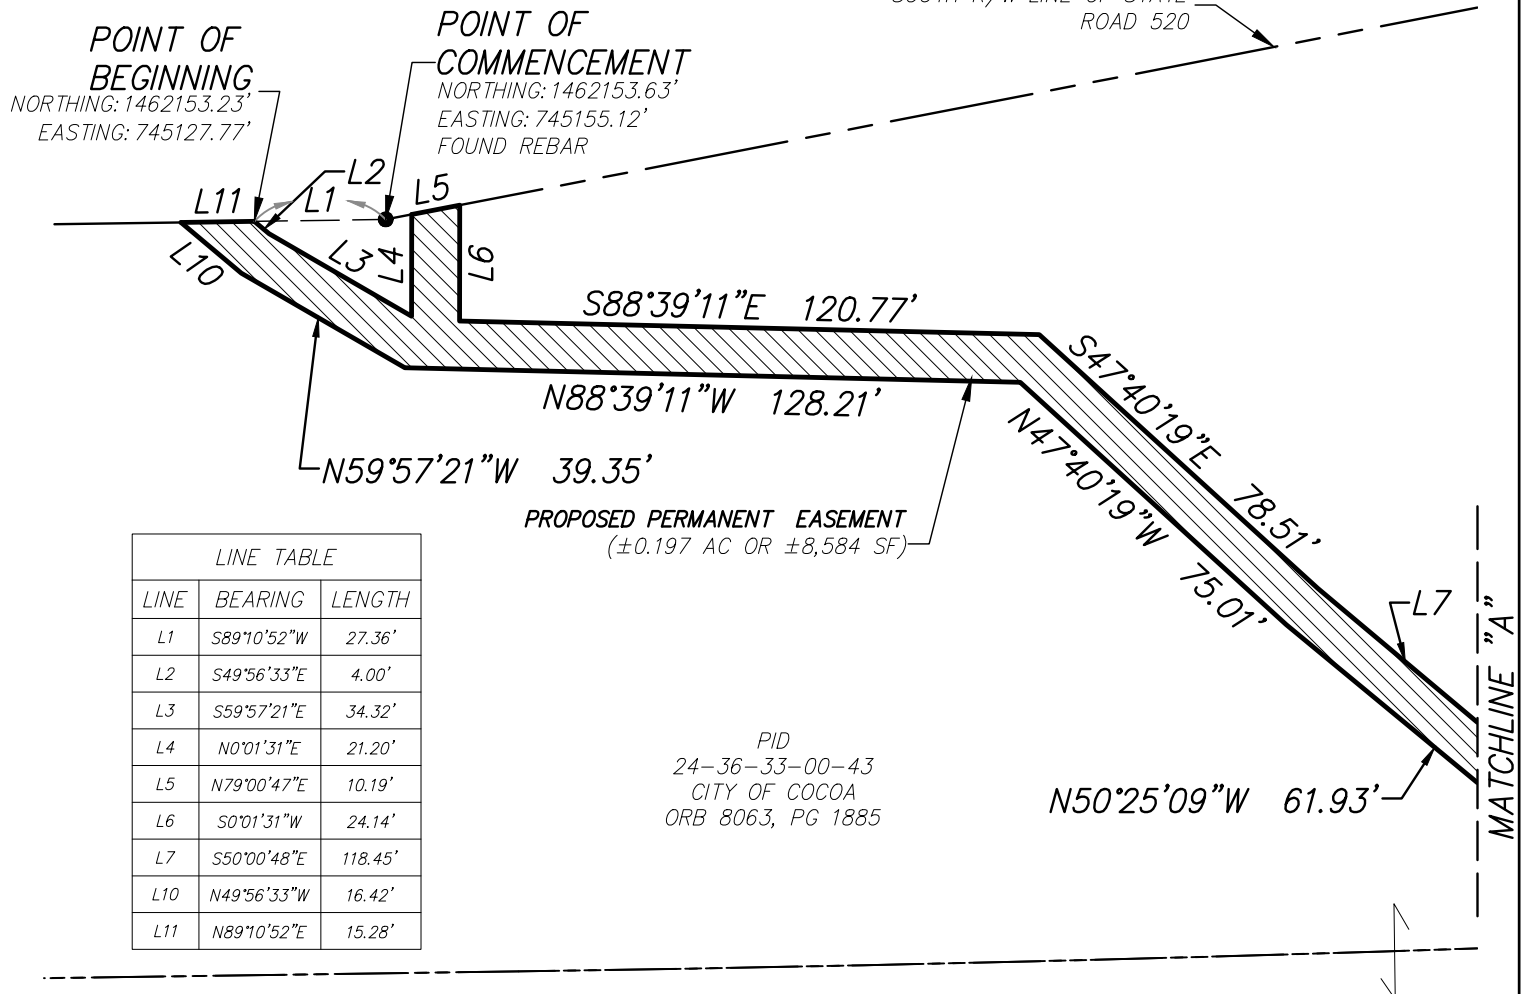 ROAD 520
POINT OF
BEGINNING
NORTHING: 1462153.23'
EASTING: 745127.77'
POINT OF
COMMENCEMENT
NORTHING: 1462153.63'
EASTING: 745155.12'
FOUND REBAR
L11
L1
L2
L5
L10
L3
L4
L6
S88°39'11"E 120.77'
N88°39'11"W 128.21'
S47°40'19"E 78.51'
N47°40'19"W 75.01'
N59°57'21"W 39.35'
PROPOSED PERMANENT EASEMENT
(±0.197 AC OR ±8,584 SF)
L7
MATCHLINE "A"
N50°25'09"W 61.93'
PID
24-36-33-00-43
CITY OF COCOA
ORB 8063, PG 1885
LINE TABLE
LINE BEARING LENGTH
L1 S89°10'52"W 27.36'
L2 S49°56'33"E 4.00'
L3 S59°57'21"E 34.32'
L4 N0°01'31"E 21.20'
L5 N79°00'47"E 10.19'
L6 S0°01'31"W 24.14'
L7 S50°00'48"E 118.45'
L10 N49°56'33"W 16.42'
L11 N89°10'52"E 15.28'